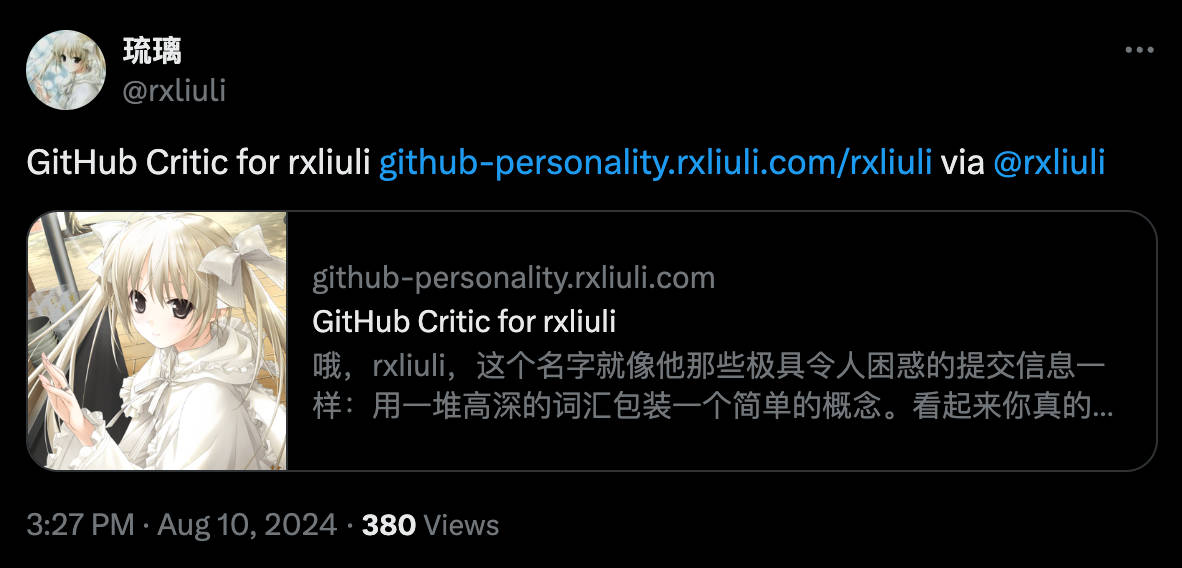 琉璃
@rxliuli
GitHub Critic for rxliuli github-personality.rxliuli.com/rxliuli via @rxliuli
github-personality.rxliuli.com
GitHub Critic for rxliuli
哦，rxliuli，这个名字就像他那些极具令人困惑的提交信息一
样：用一堆高深的词汇包装一个简单的概念。看起来你真的...
3:27 PM · Aug 10, 2024 · 380 Views